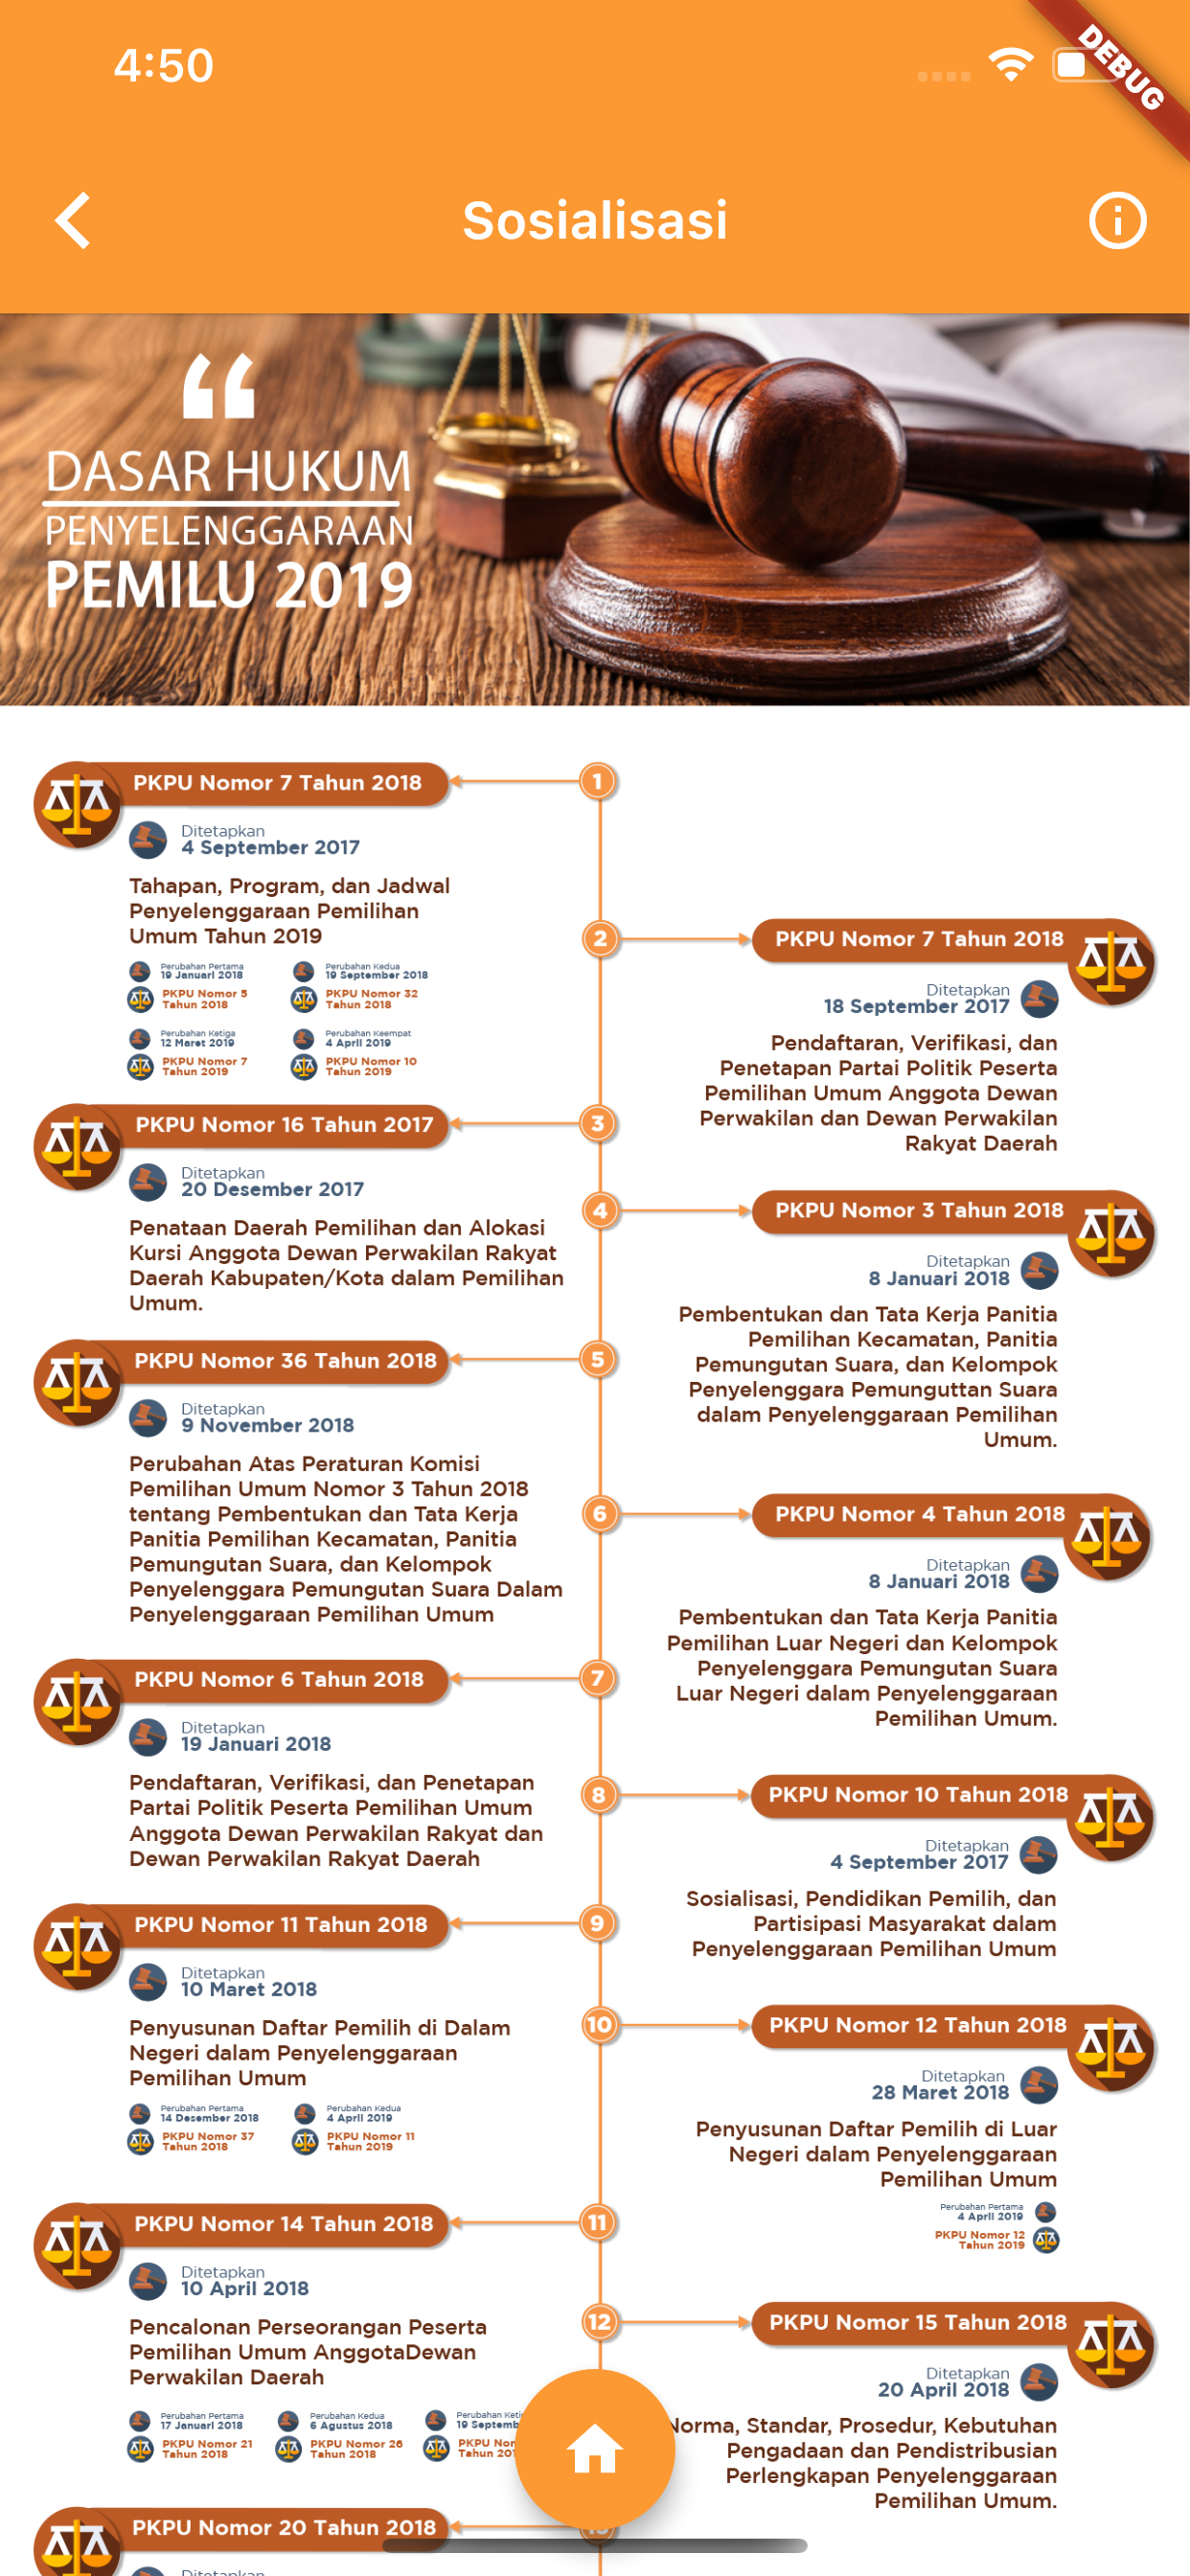 4:50
DEBUG
Sosialisasi
DASAR HUKUM
PENYELENGGARAAN
PEMILU 2019
1
PKPU Nomor 7 Tahun 2018
Ditetapkan
4 September 2017
Tahapan, Program, dan Jadwal
Penyelenggaraan Pemilihan
Umum Tahun 2019
Perubahan Pertama
19 Januari 2018
PKPU Nomor 5
Tahun 2018
Perubahan Kedua
19 September 2018
PKPU Nomor 32
Tahun 2018
Perubahan Ketiga
12 Maret 2019
PKPU Nomor 7
Tahun 2019
Perubahan Keempat
4 April 2019
PKPU Nomor 10
Tahun 2019
2
PKPU Nomor 7 Tahun 2018
Ditetapkan
18 September 2017
Pendaftaran, Verifikasi, dan
Penetapan Partai Politik Peserta
Pemilihan Umum Anggota Dewan
Perwakilan dan Dewan Perwakilan
Rakyat Daerah
3
PKPU Nomor 16 Tahun 2017
Ditetapkan
20 Desember 2017
Penataan Daerah Pemilihan dan Alokasi
Kursi Anggota Dewan Perwakilan Rakyat
Daerah Kabupaten/Kota dalam Pemilihan
Umum.
4
PKPU Nomor 3 Tahun 2018
Ditetapkan
8 Januari 2018
Pembentukan dan Tata Kerja Panitia
Pemilihan Kecamatan, Panitia
Pemungutan Suara, dan Kelompok
Penyelenggara Pemunguttan Suara
dalam Penyelenggaraan Pemilihan
Umum.
5
PKPU Nomor 36 Tahun 2018
Ditetapkan
9 November 2018
Perubahan Atas Peraturan Komisi
Pemilihan Umum Nomor 3 Tahun 2018
tentang Pembentukan dan Tata Kerja
Panitia Pemilihan Kecamatan, Panitia
Pemungutan Suara, dan Kelompok
Penyelenggara Pemungutan Suara Dalam
Penyelenggaraan Pemilihan Umum
6
PKPU Nomor 4 Tahun 2018
Ditetapkan
8 Januari 2018
Pembentukan dan Tata Kerja Panitia
Pemilihan Luar Negeri dan Kelompok
Penyelenggara Pemungutan Suara
Luar Negeri dalam Penyelenggaraan
Pemilihan Umum.
7
PKPU Nomor 6 Tahun 2018
Ditetapkan
19 Januari 2018
Pendaftaran, Verifikasi, dan Penetapan
Partai Politik Peserta Pemilihan Umum
Anggota Dewan Perwakilan Rakyat dan
Dewan Perwakilan Rakyat Daerah
8
PKPU Nomor 10 Tahun 2018
Ditetapkan
4 September 2017
Sosialisasi, Pendidikan Pemilih, dan
Partisipasi Masyarakat dalam
Penyelenggaraan Pemilihan Umum
9
PKPU Nomor 11 Tahun 2018
Ditetapkan
10 Maret 2018
Penyusunan Daftar Pemilih di Dalam
Negeri dalam Penyelenggaraan
Pemilihan Umum
Perubahan Pertama
14 Desember 2018
PKPU Nomor 37
Tahun 2018
Perubahan Kedua
4 April 2019
PKPU Nomor 11
Tahun 2019
10
PKPU Nomor 12 Tahun 2018
Ditetapkan
28 Maret 2018
Penyusunan Daftar Pemilih di Luar
Negeri dalam Penyelenggaraan
Pemilihan Umum
Perubahan Pertama
4 April 2019
PKPU Nomor 12
Tahun 2019
11
PKPU Nomor 14 Tahun 2018
Ditetapkan
10 April 2018
Pencalonan Perseorangan Peserta
Pemilihan Umum AnggotaDewan
Perwakilan Daerah
Perubahan Pertama
17 Januari 2018
PKPU Nomor 21
Tahun 2018
Perubahan Kedua
6 Agustus 2018
PKPU Nomor 26
Tahun 2018
Perubahan
19
PKPU
Tahun
12
PKPU Nomor 15 Tahun 2018
Ditetapkan
20 April 2018
Norma, Standar, Prosedur, Kebutuhan
Pengadaan dan Pendistribusian
Perlengkapan Penyelenggaraan
Pemilihan Umum.
PKPU Nomor 20 Tahun 2018
Ditetapkan